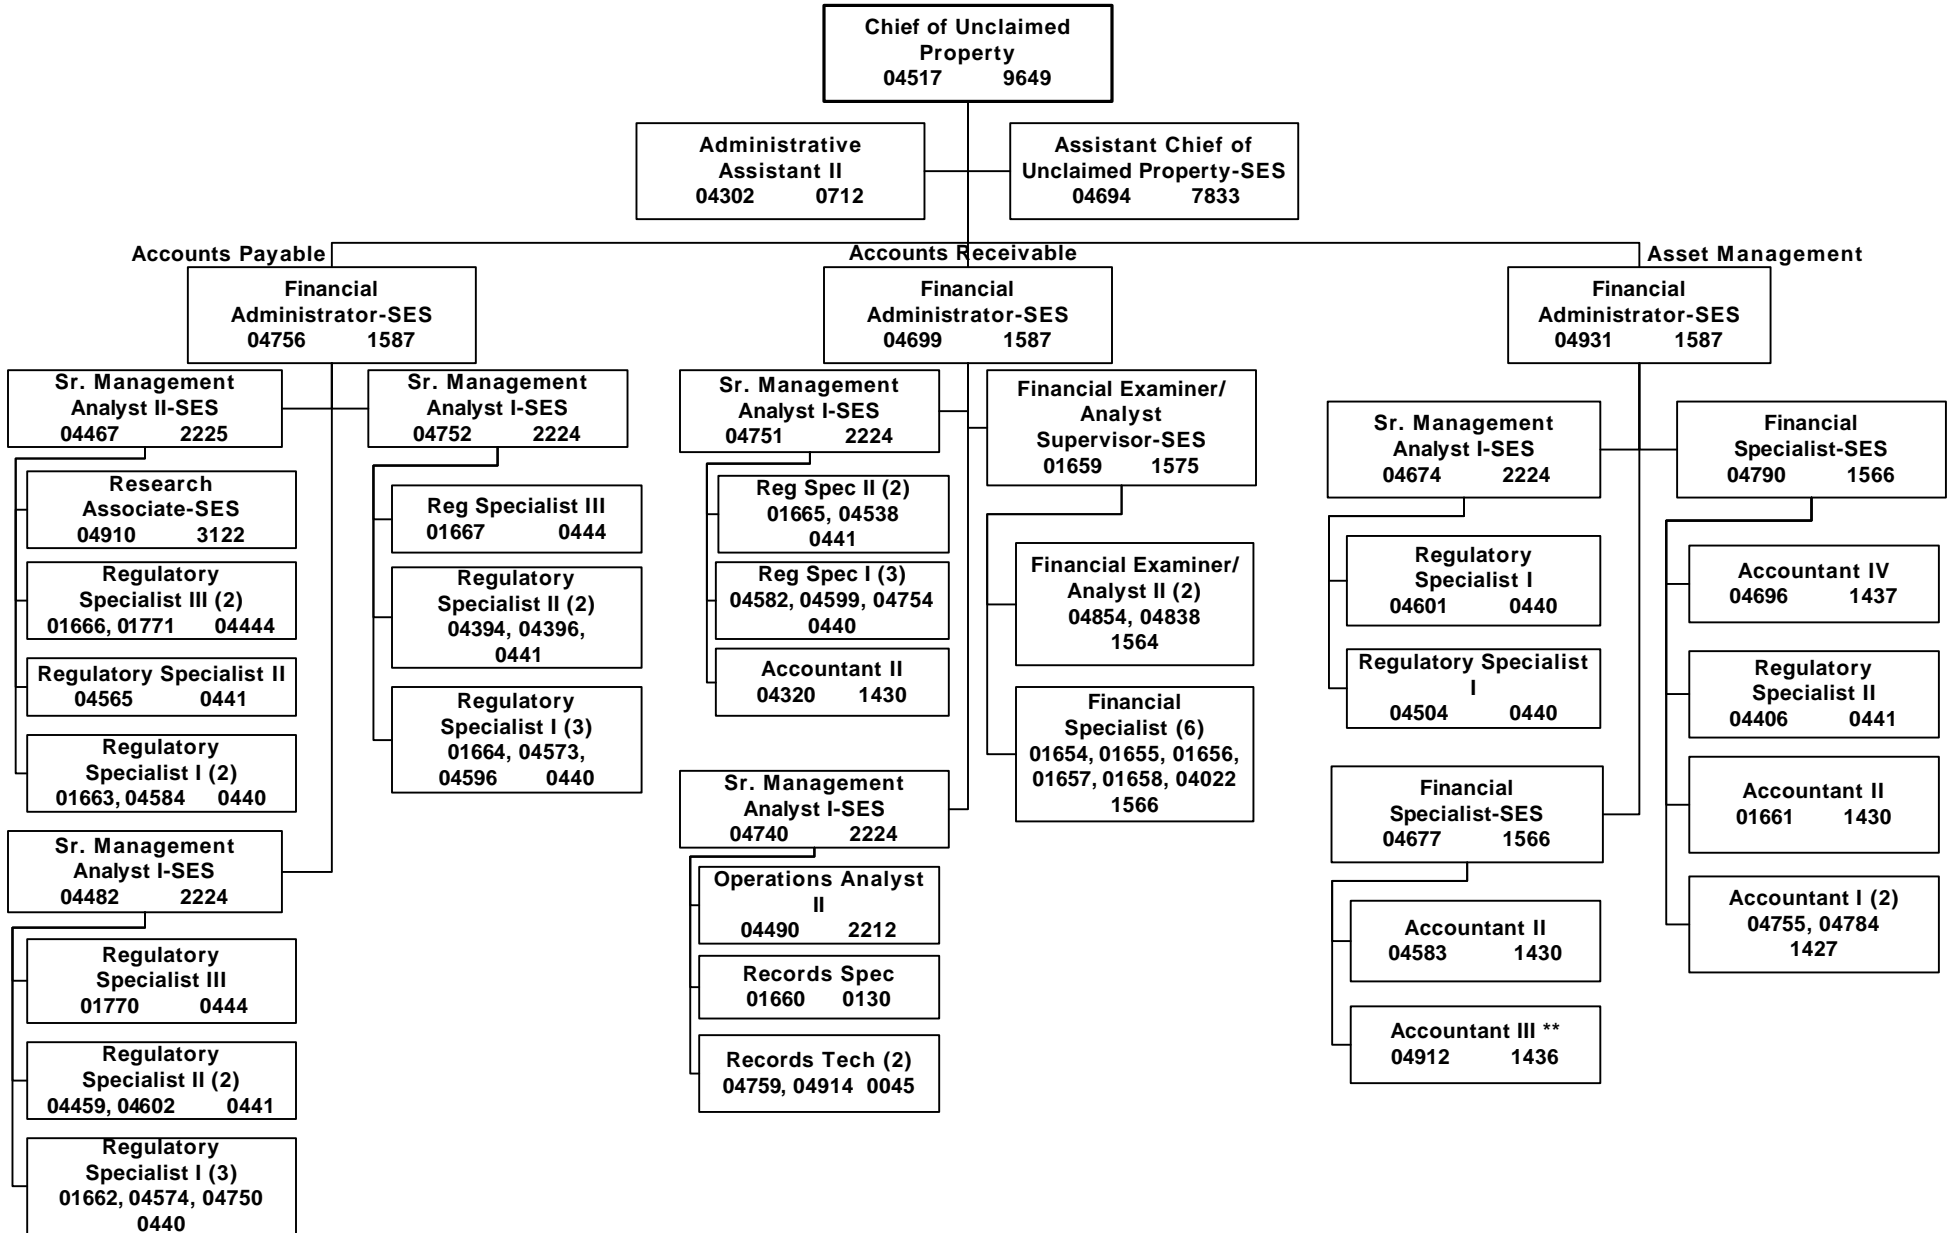 Chief of Unclaimed
Property
04517 9649
Administrative
Assistant II
04302 0712
Assistant Chief of
Unclaimed Property-SES
04694 7833
Accounts Payable
Financial
Administrator-SES
04756 1587
Sr. Management
Analyst II-SES
04467 2225
Research
Associate-SES
04910 3122
Regulatory
Specialist III (2)
01666, 01771 04444
Regulatory Specialist II
04565 0441
Regulatory
Specialist I (2)
01663, 04584 0440
Sr. Management
Analyst I-SES
04482 2224
Regulatory
Specialist III
01770 0444
Regulatory
Specialist II (2)
04459, 04602 0441
Regulatory
Specialist I (3)
01662, 04574, 04750
0440
Sr. Management
Analyst I-SES
04752 2224
Reg Specialist III
01667 0444
Regulatory
Specialist II (2)
04394, 04396,
0441
Regulatory
Specialist I (3)
01664, 04573,
04596 0440
Accounts Receivable
Financial
Administrator-SES
04699 1587
Sr. Management
Analyst I-SES
04751 2224
Reg Spec II (2)
01665, 04538
0441
Reg Spec I (3)
04582, 04599, 04754
0440
Accountant II
04320 1430
Sr. Management
Analyst I-SES
04740 2224
Operations Analyst
II
04490 2212
Records Spec
01660 0130
Records Tech (2)
04759, 04914 0045
Financial Examiner/
Analyst
Supervisor-SES
01659 1575
Financial Examiner/
Analyst II (2)
04854, 04838
1564
Financial
Specialist (6)
01654, 01655, 01656,
01657, 01658, 04022
1566
Asset Management
Financial
Administrator-SES
04931 1587
Sr. Management
Analyst I-SES
04674 2224
Regulatory
Specialist I
04601 0440
Regulatory Specialist
I
04504 0440
Financial
Specialist-SES
04677 1566
Accountant II
04583 1430
Accountant III **
04912 1436
Financial
Specialist-SES
04790 1566
Accountant IV
04696 1437
Regulatory
Specialist II
04406 0441
Accountant II
01661 1430
Accountant I (2)
04755, 04784
1427